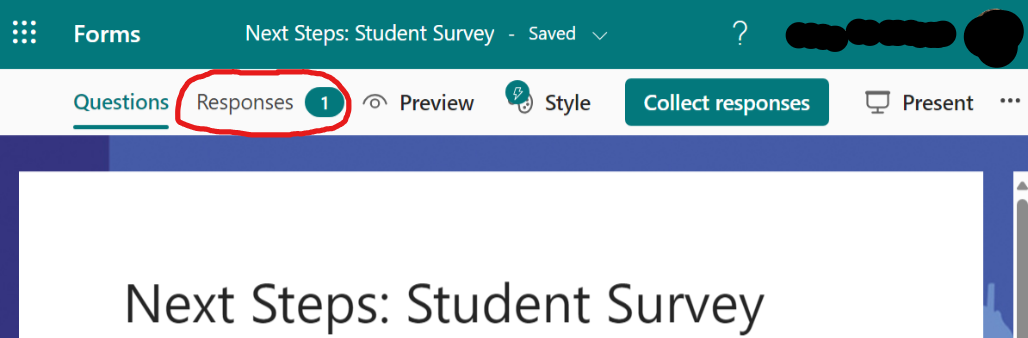 Forms Next Steps: Student Survey - Saved ?
Questions Responses 1 Preview Style Collect responses Present ...
Next Steps: Student Survey